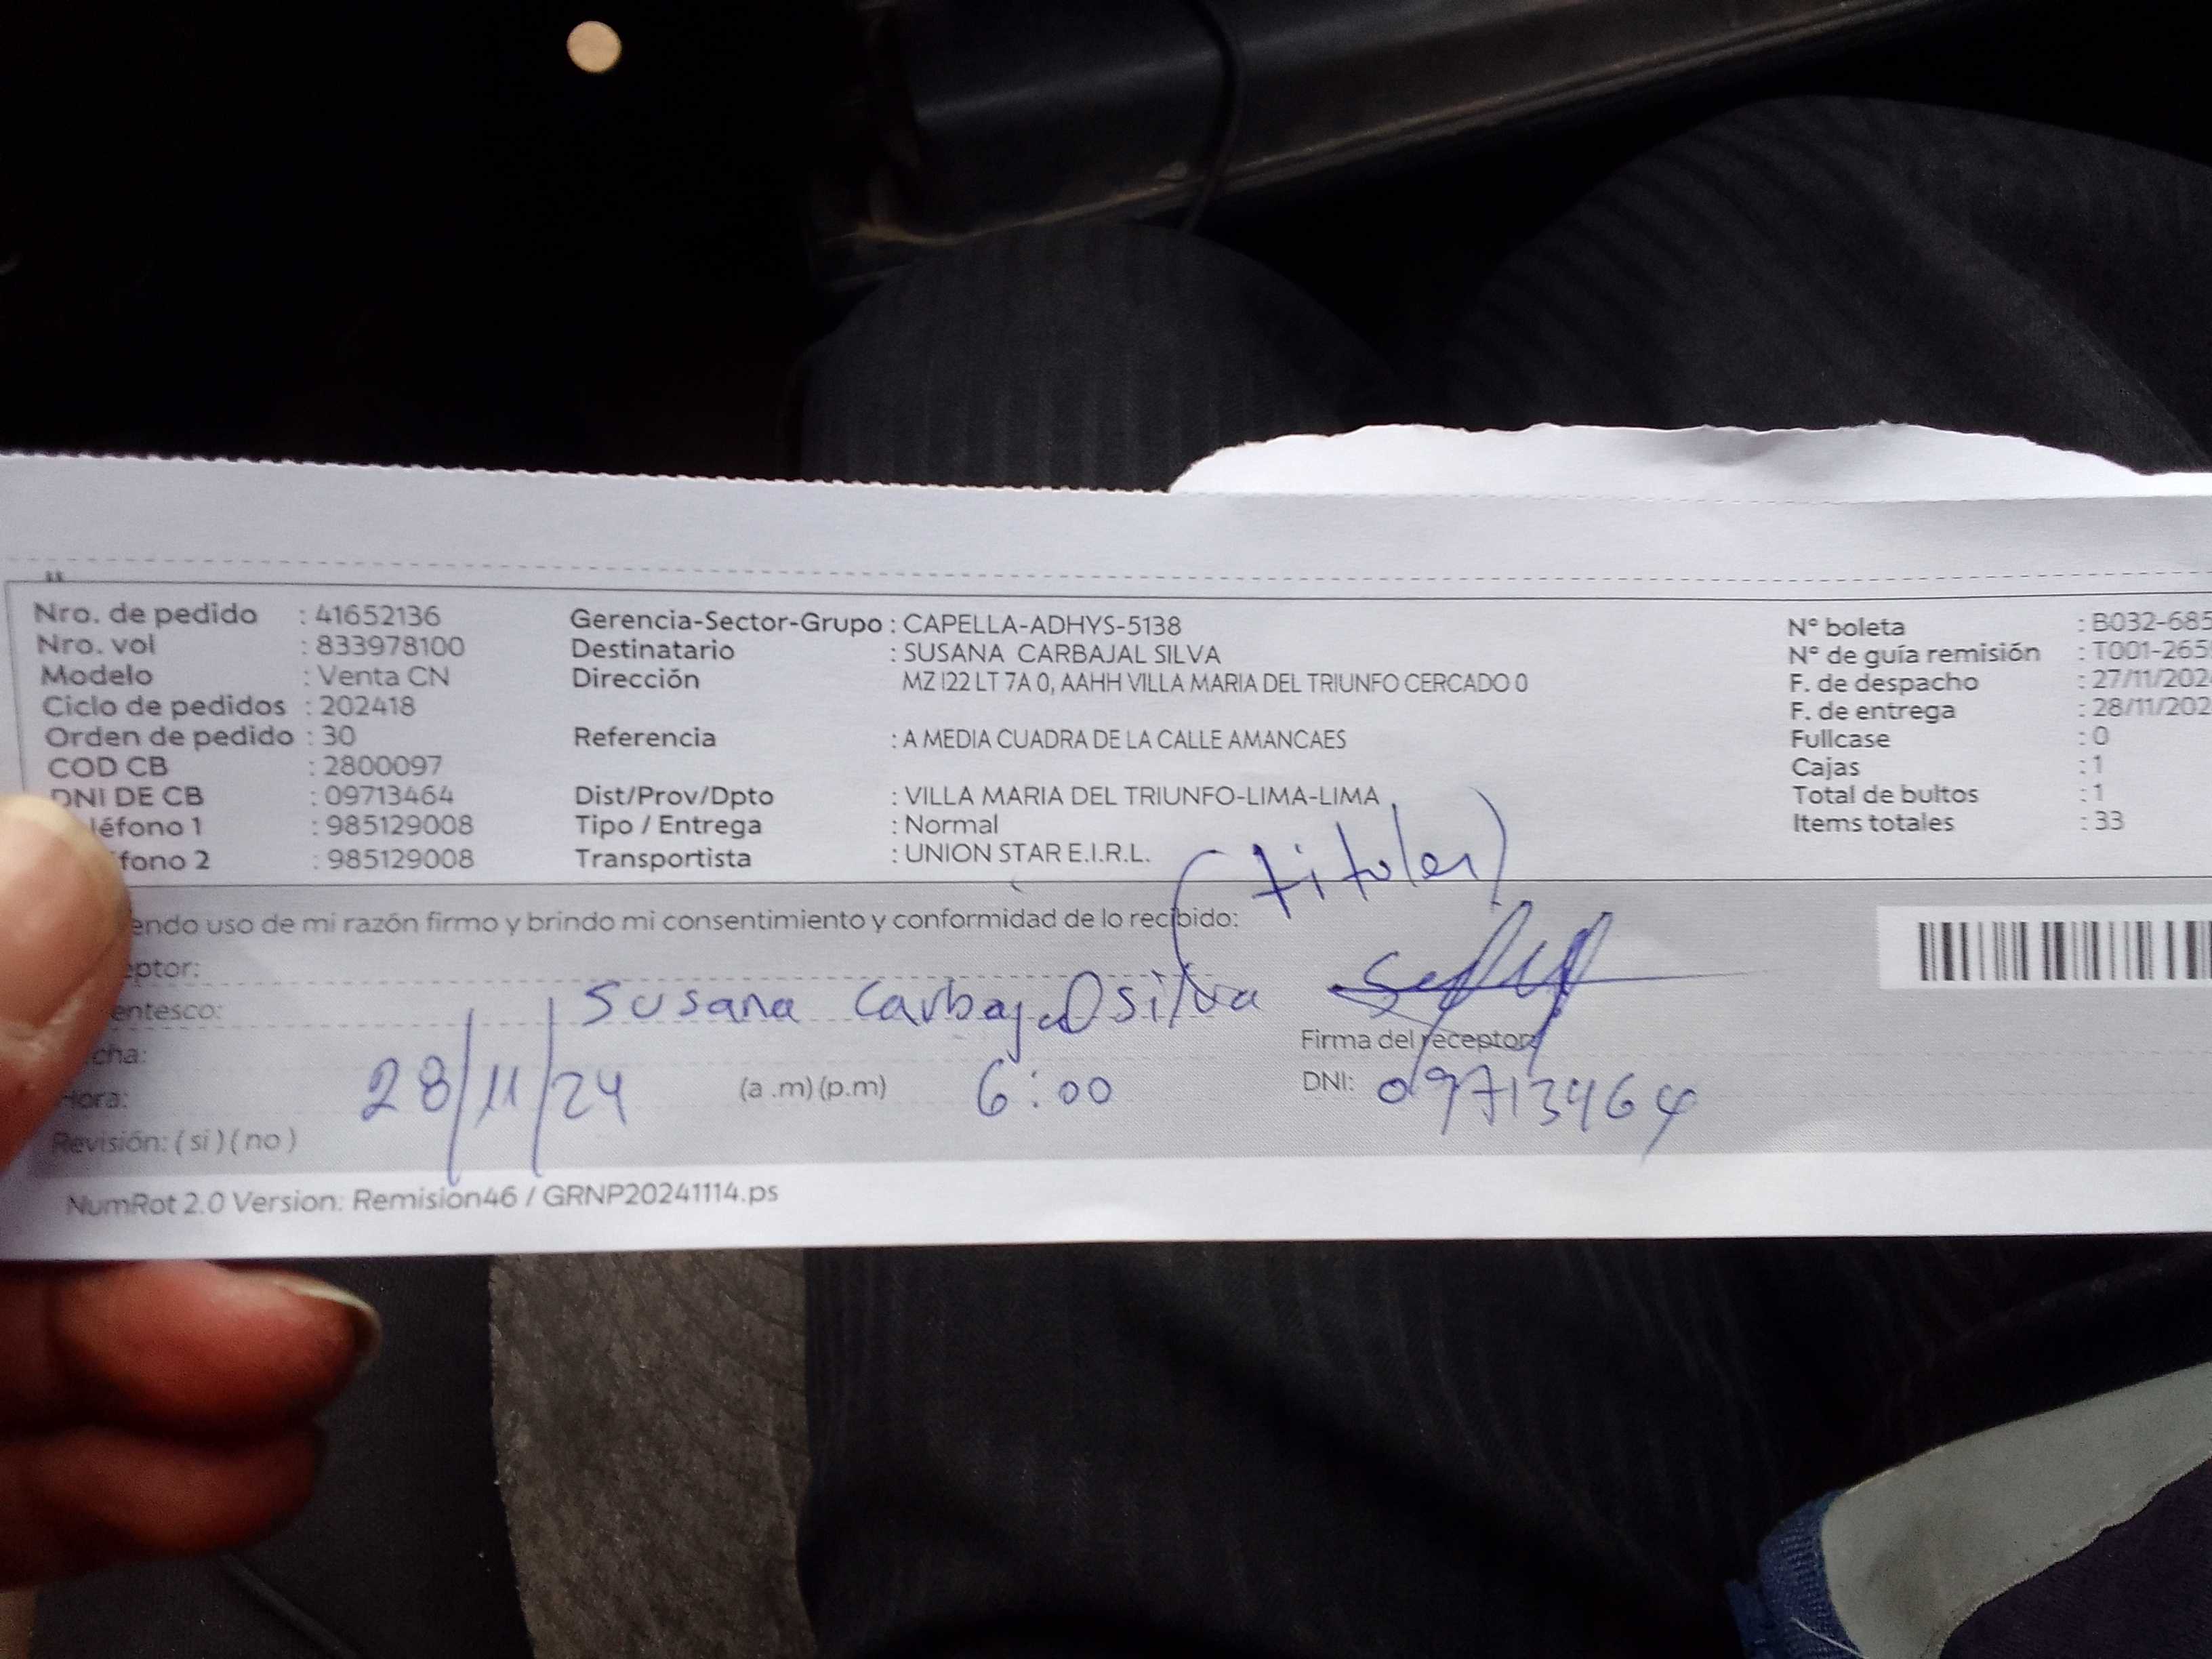 Nro. de pedido : 41652136
Nro. vol : 833978100
Modelo : Venta CN
Ciclo de pedidos : 202418
Orden de pedido : 30
COD CB : 2800097
DNI DE CB : 09713464
léfono 1 : 985129008
fono 2 : 985129008
Gerencia-Sector-Grupo : CAPELLA-ADHYS-5138
Destinatario : SUSANA CARBAJAL SILVA
Dirección MZ I22 LT 7A 0, AAHH VILLA MARIA DEL TRIUNFO CERCADO 0
Referencia : A MEDIA CUADRA DE LA CALLE AMANCAES
Dist/Prov/Dpto : VILLA MARIA DEL TRIUNFO-LIMA-LIMA
Tipo / Entrega : Normal
Transportista : UNION STAR E.I.R.L.
N° boleta : B032-685
N° de guía remisión : T001-265
F. de despacho : 27/11/202
F. de entrega : 28/11/202
Fullcase : 0
Cajas : 1
Total de bultos : 1
Items totales : 33
(titular)
endo uso de mi razón firmo y brindo mi consentimiento y conformidad de lo recibido:
eptor:
entesco: Susana Carbajal Silva
cha:
Firma del receptor
Hora: 28/11/24 (a .m) (p.m) 6:00
DNI: 09713464
Revisión: ( si ) ( no )
NumRot 2.0 Version: Remision46 / GRNP20241114.ps